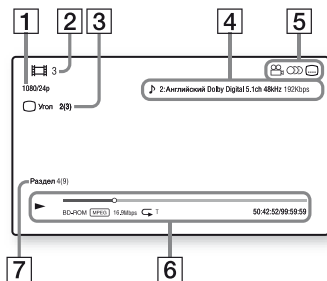 1 2 3 4 5
3
1080/24p
2:Английский Dolby Digital 5.1ch 48kHz 192Kbps
Угол 2(3)
Раздел 4(9)
BD-ROM MPEG 16.9Mbps T 50:42:52/99:59:59
7 6